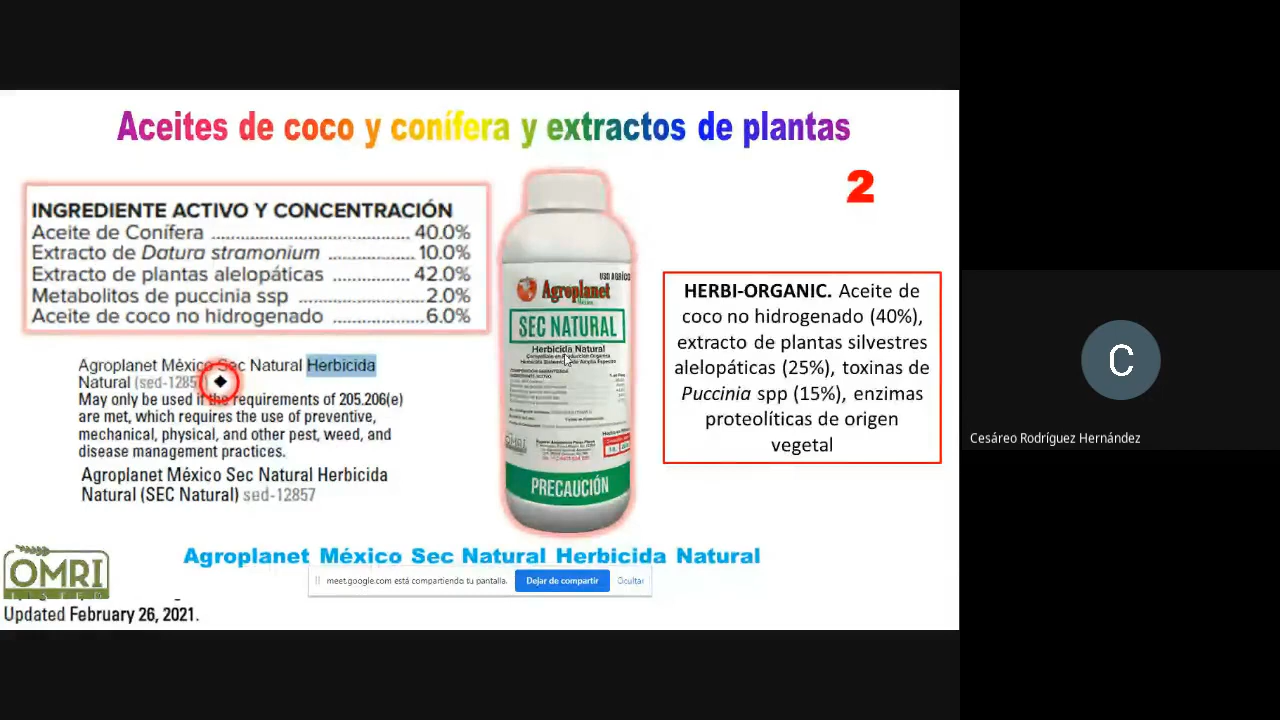 Aceites de coco y conífera y extractos de plantas
2
INGREDIENTE ACTIVO Y CONCENTRACIÓN
Aceite de Conífera ........................................ 40.0%
Extracto de Datura stramonium ................ 10.0%
Extracto de plantas alelopáticas ............... 42.0%
Metabolitos de puccinia ssp ....................... 2.0%
Aceite de coco no hidrogenado .................. 6.0%
Agroplanet México Sec Natural Herbicida
Natural (sed-1285
May only be used if the requirements of 205.206(e)
are met, which requires the use of preventive,
mechanical, physical, and other pest, weed, and
disease management practices.
Agroplanet México Sec Natural Herbicida
Natural (SEC Natural) sed-12857
USO AGRÍCO
Agroplanet
México
SEC NATURAL
Herbicida Natural
PRECAUCIÓN
HERBI-ORGANIC. Aceite de
coco no hidrogenado (40%),
extracto de plantas silvestres
alelopáticas (25%), toxinas de
Puccinia spp (15%), enzimas
proteolíticas de origen
vegetal
C
Cesáreo Rodríguez Hernández
Agroplanet México Sec Natural Herbicida Natural
meet.google.com está compartiendo tu pantalla.
Dejar de compartir
Ocultar
OMRI
LISTED
Updated February 26, 2021.